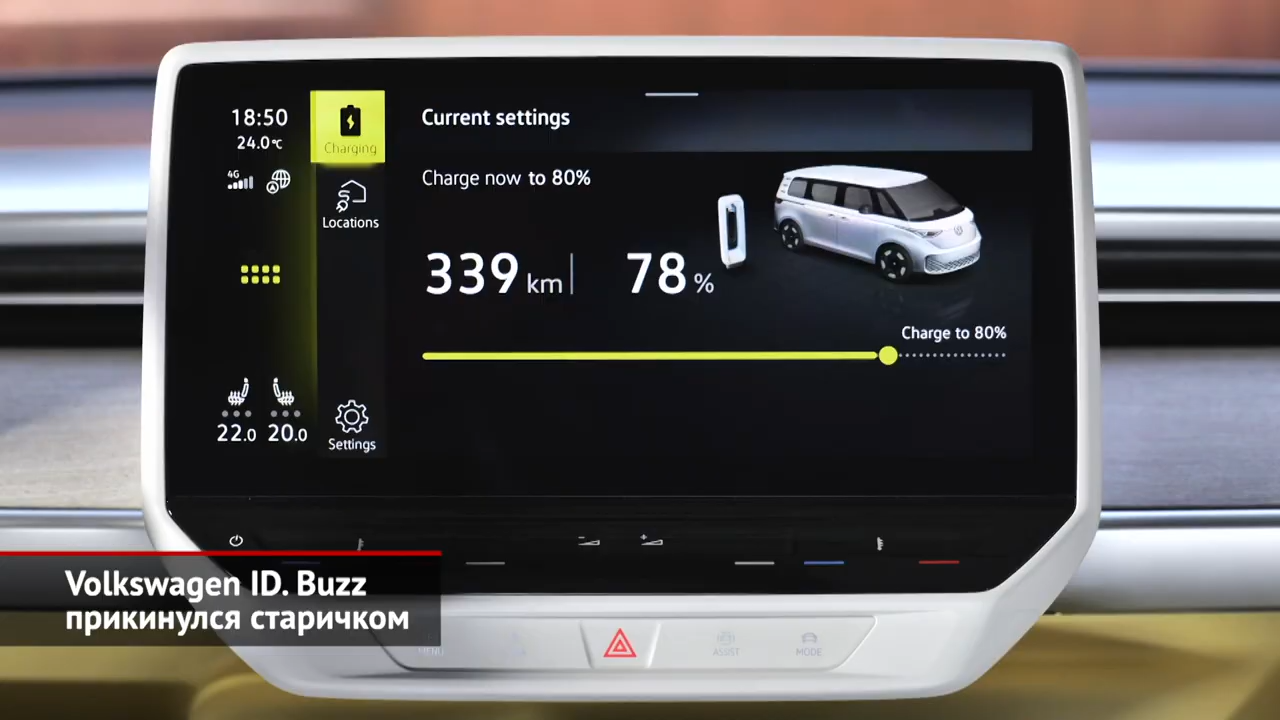 18:50
24.0°C
4G
Charging
Locations
Settings
22.0 20.0
Current settings
Charge now to 80%
339 km
78 %
Charge to 80%
Volkswagen ID. Buzz
прикинулся старичком
MENU
ASSIST
MODE